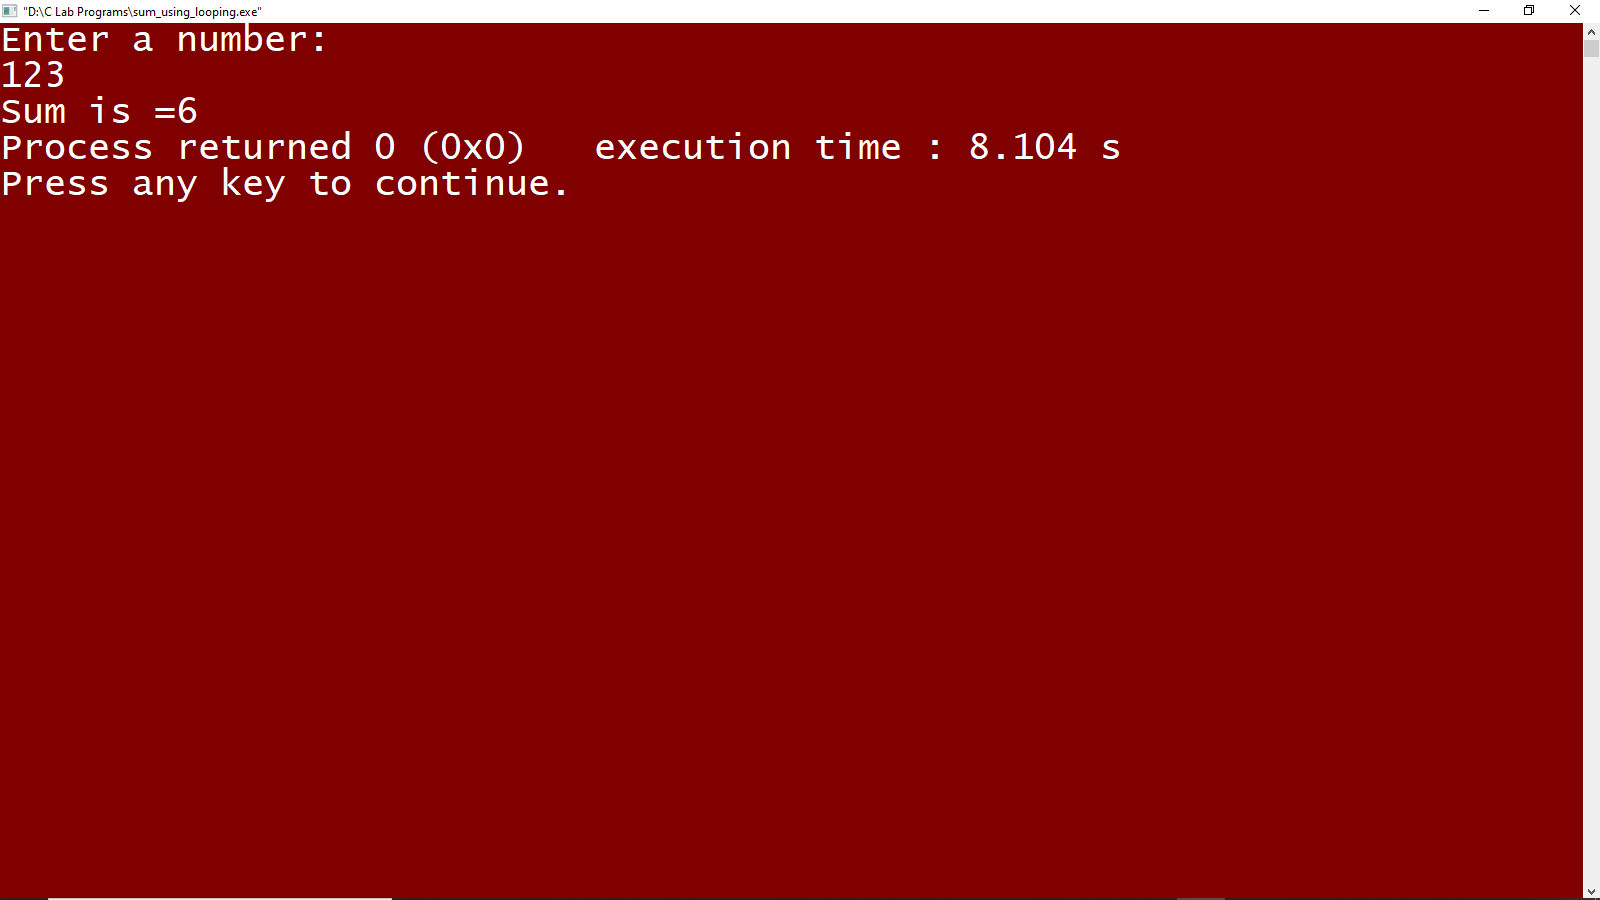 "D:\C Lab Programs\sum_using_looping.exe"
Enter a number:
123
Sum is =6
Process returned 0 (0x0)   execution time : 8.104 s
Press any key to continue.